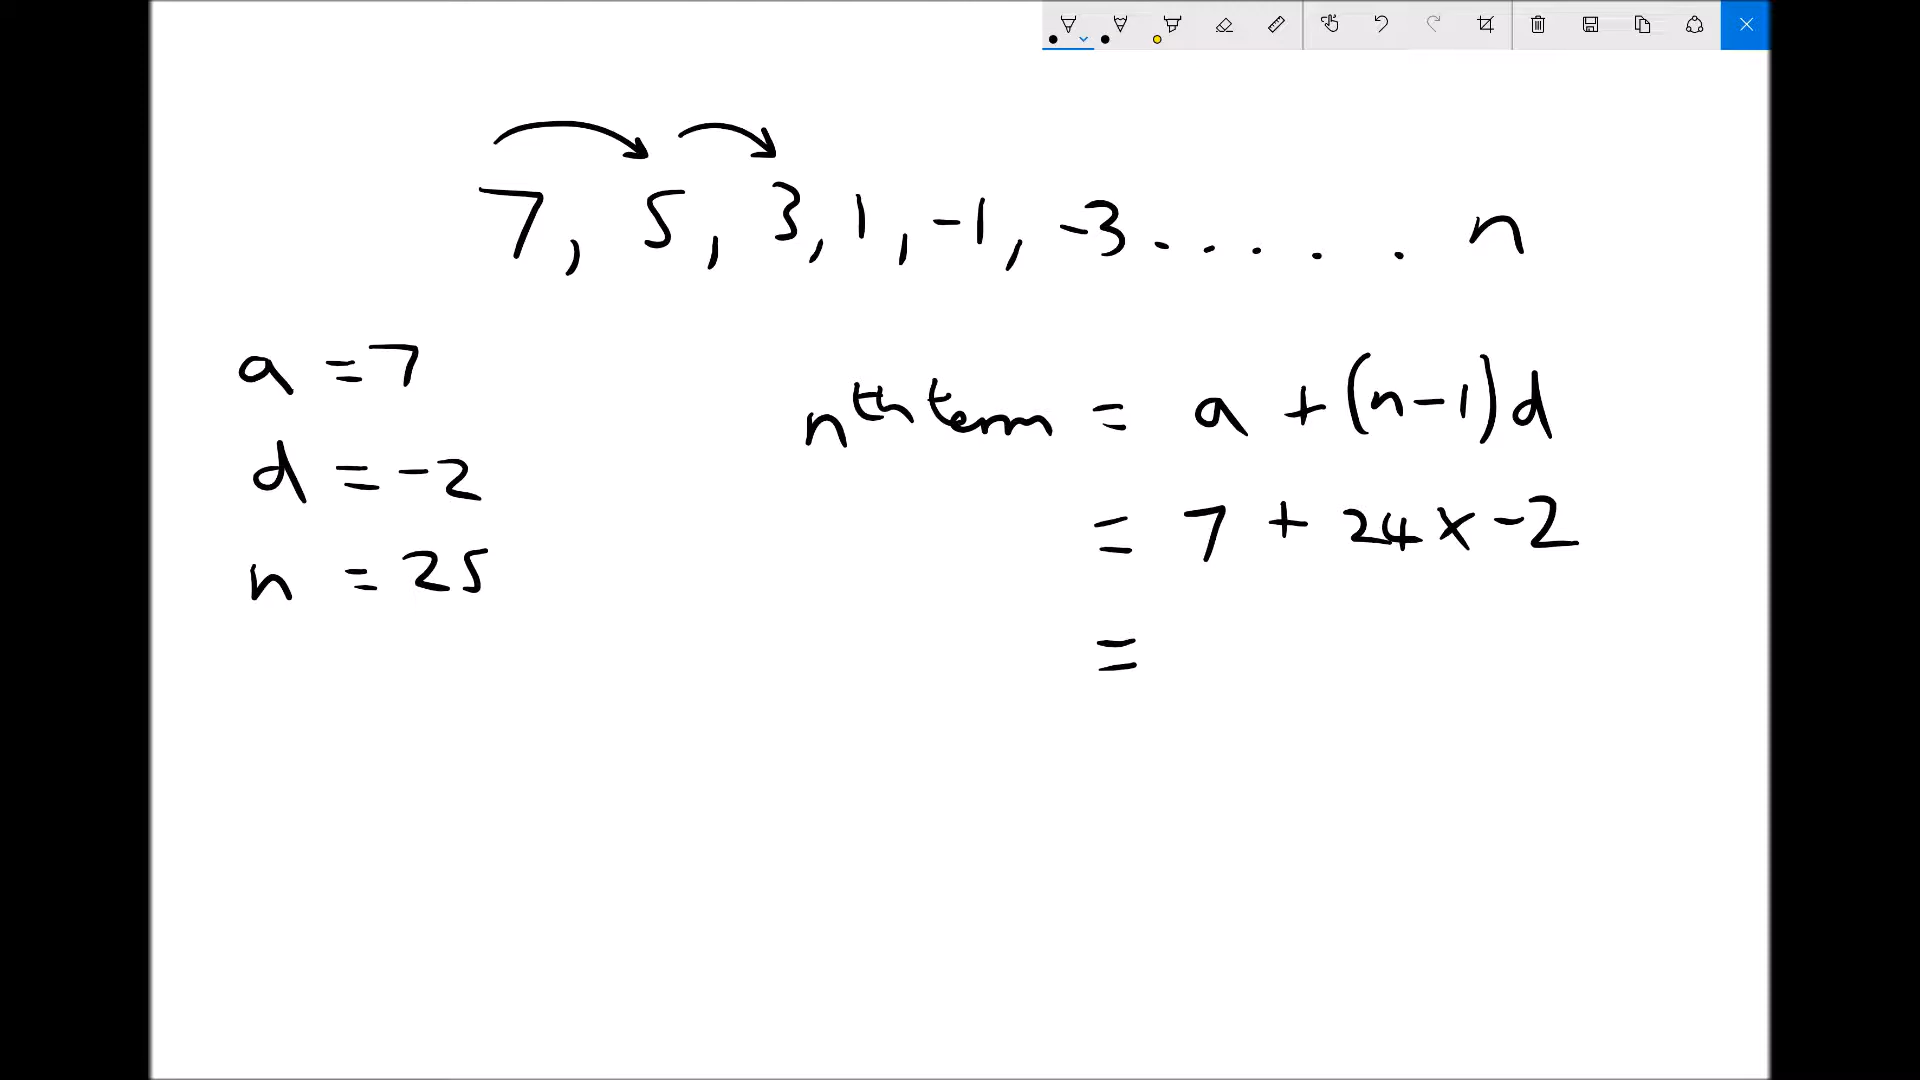 7, 5, 3, 1, -1, -3 . . . . . n
a = 7
nth term = a + (n-1)d
d = -2
= 7 + 24 x -2
n = 25
=